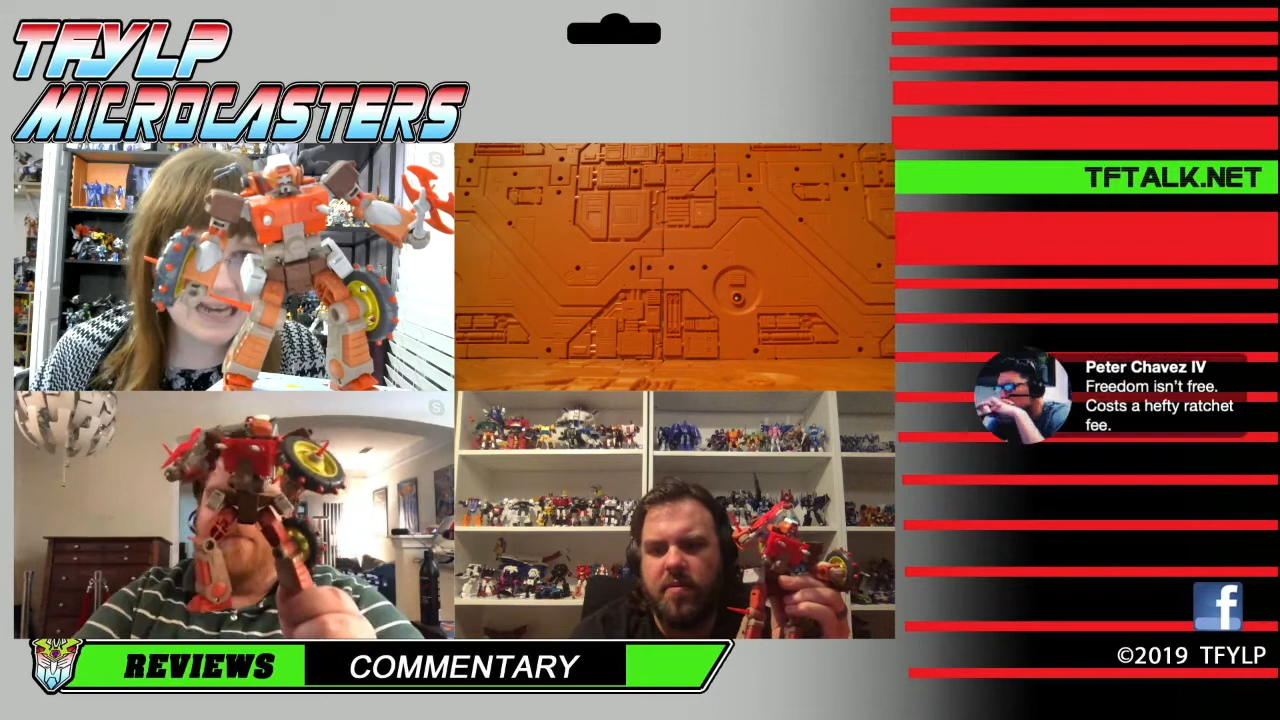 TFYLP
MICROCASTERS
TFTALK.NET
Peter Chavez IV
Freedom isn't free.
Costs a hefty ratchet
fee.
f
©2019 TFYLP
REVIEWS
COMMENTARY